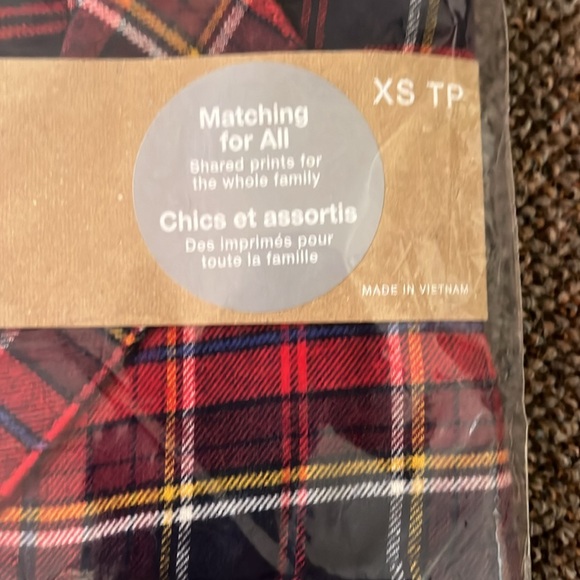 XS TP
Matching
for All
Shared prints for
the whole family
Chics et assortis
Des imprimés pour
toute la famille
MADE IN VIETNAM